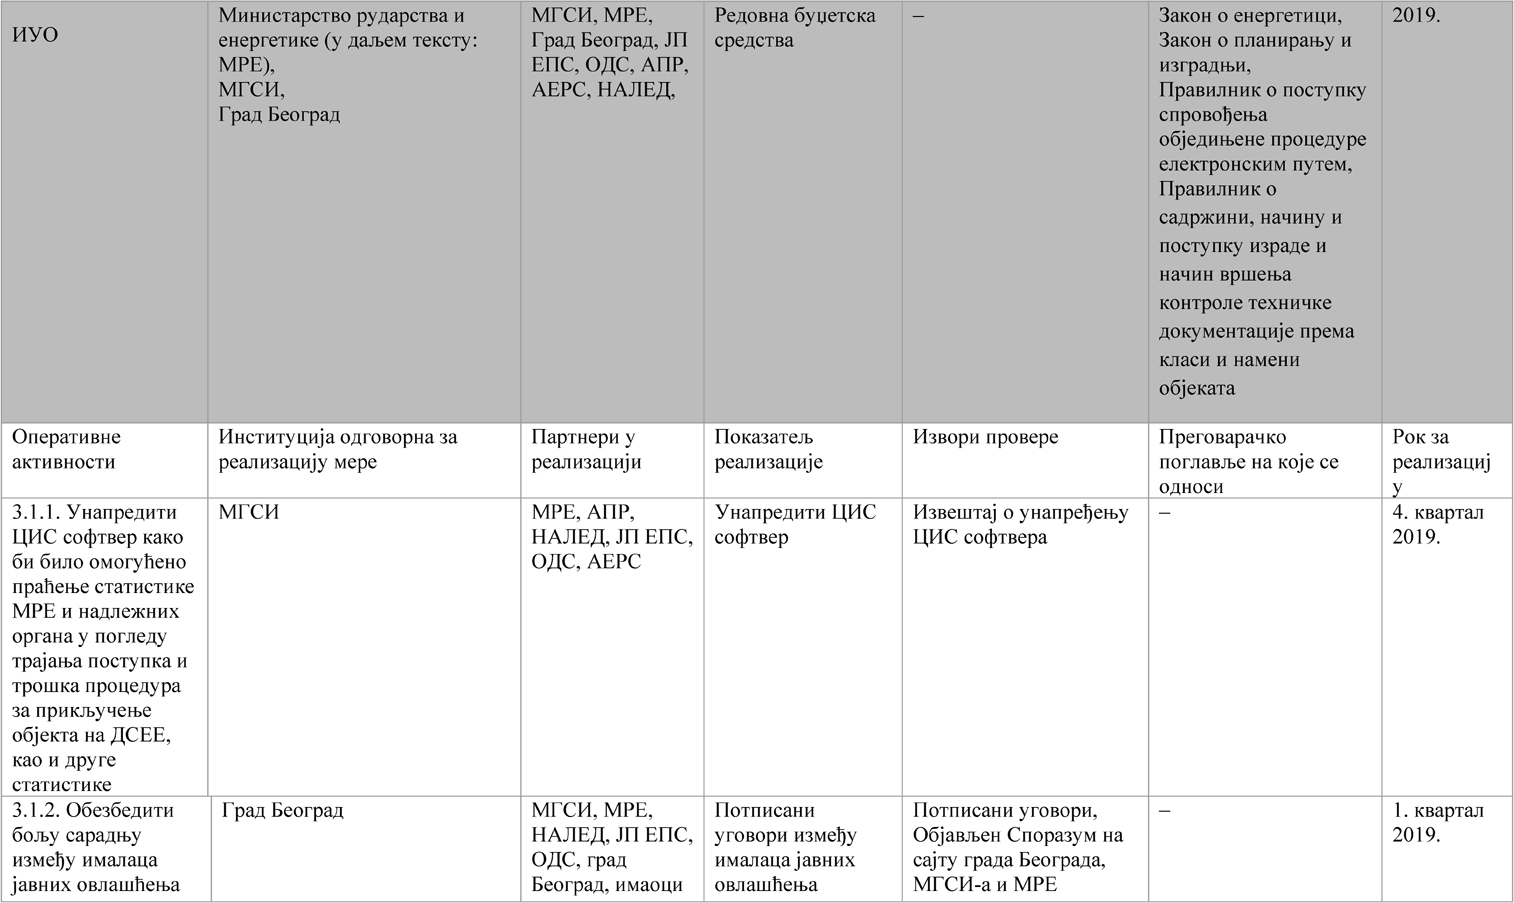 ИУО
Министарство рударства и
енергетике (у даљем тексту:
МРЕ),
МГСИ,
Град Београд
МГСИ, МРЕ,
Град Београд, ЈП
ЕПС, ОДС, АПР,
АЕРС, НАЛЕД,
Редовна буџетска
средства
–
Закон о енергетици,
Закон о планирању и
изградњи,
Правилник о поступку
спровођења
обједињене процедуре
електронским путем,
Правилник о
садржини, начину и
поступку израде и
начин вршења
контроле техничке
документације према
класи и намени
објеката
2019.
Оперативне
активности
Институција одговорна за
реализацију мере
Партнери у
реализацији
Показатељ
реализације
Извори провере
Преговарачко
поглавље на које се
односи
Рок за
реализациј
у
3.1.1. Унапредити
ЦИС софтвер како
би било омогућено
праћење статистике
МРЕ и надлежних
органа у погледу
трајања поступка и
трошка процедура
за прикључење
објекта на ДСЕЕ,
као и друге
статистике
МГСИ
МРЕ, АПР,
НАЛЕД, ЈП ЕПС,
ОДС, АЕРС
Унапредити ЦИС
софтвер
Извештај о унапређењу
ЦИС софтвера
–
4. квартал
2019.
3.1.2. Обезбедити
бољу сарадњу
између ималаца
јавних овлашћења
Град Београд
МГСИ, МРЕ,
НАЛЕД, ЈП ЕПС,
ОДС, град
Београд, имаоци
Потписани
уговори између
ималаца јавних
овлашћења
Потписани уговори,
Објављен Споразум на
сајту града Београда,
МГСИ-а и МРЕ
–
1. квартал
2019.